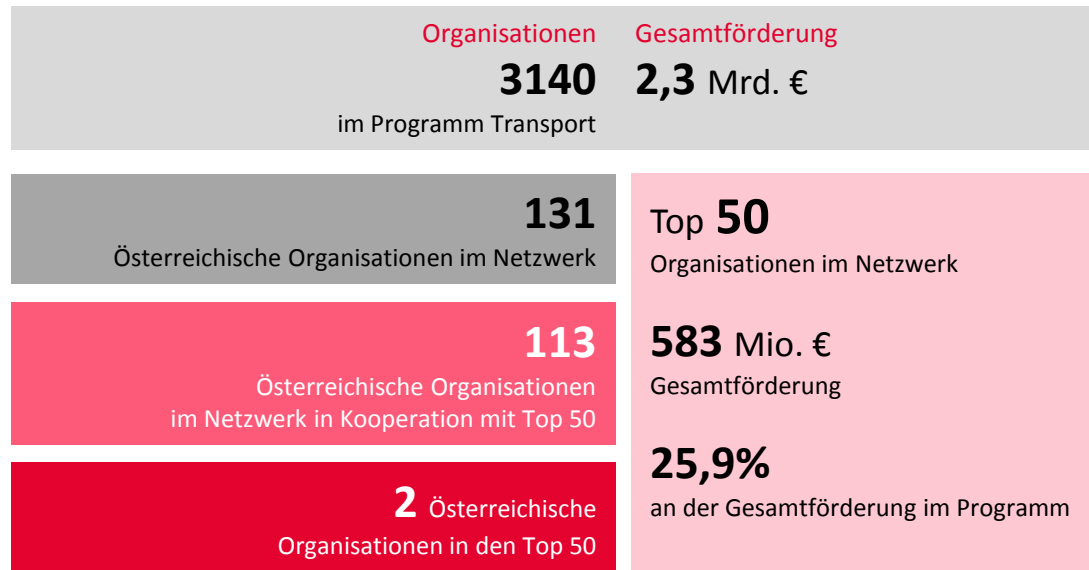 Organisationen
3140
im Programm Transport
Gesamtförderung
2,3 Mrd. €
131
Österreichische Organisationen im Netzwerk
113
Österreichische Organisationen
im Netzwerk in Kooperation mit Top 50
2 Österreichische
Organisationen in den Top 50
Top 50
Organisationen im Netzwerk
583 Mio. €
Gesamtförderung
25,9%
an der Gesamtförderung im Programm